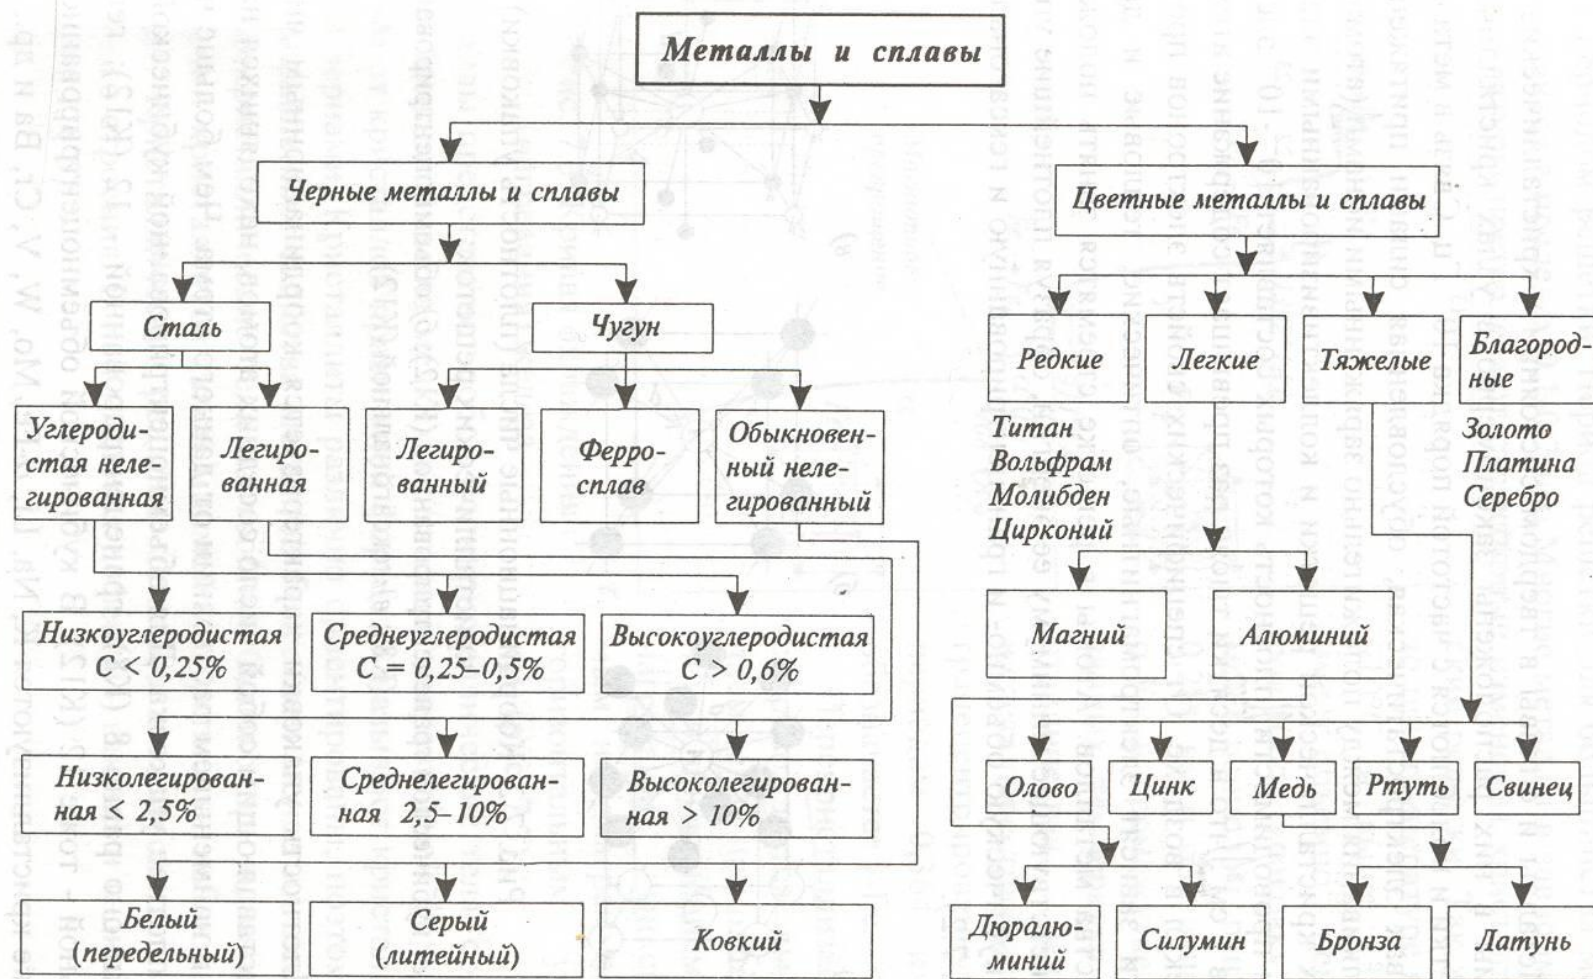 Металлы и сплавы
Черные металлы и сплавы
Цветные металлы и сплавы
Сталь
Чугун
Редкие
Легкие
Тяжелые
Благород-
ные
Углероди-
стая неле-
гированная
Легиро-
ванная
Легиро-
ванный
Ферро-
сплав
Обыкновен-
ный неле-
гированный
Титан
Вольфрам
Молибден
Цирконий
Золото
Платина
Серебро
Низкоуглеродистая
C < 0,25%
Среднеуглеродистая
C = 0,25–0,5%
Высокоуглеродистая
C > 0,6%
Магний
Алюминий
Низколегирован-
ная < 2,5%
Среднелегирован-
ная 2,5–10%
Высоколегирован-
ная > 10%
Олово
Цинк
Медь
Ртуть
Свинец
Белый
(передельный)
Серый
(литейный)
Ковкий
Дюралю-
миний
Силумин
Бронза
Латунь